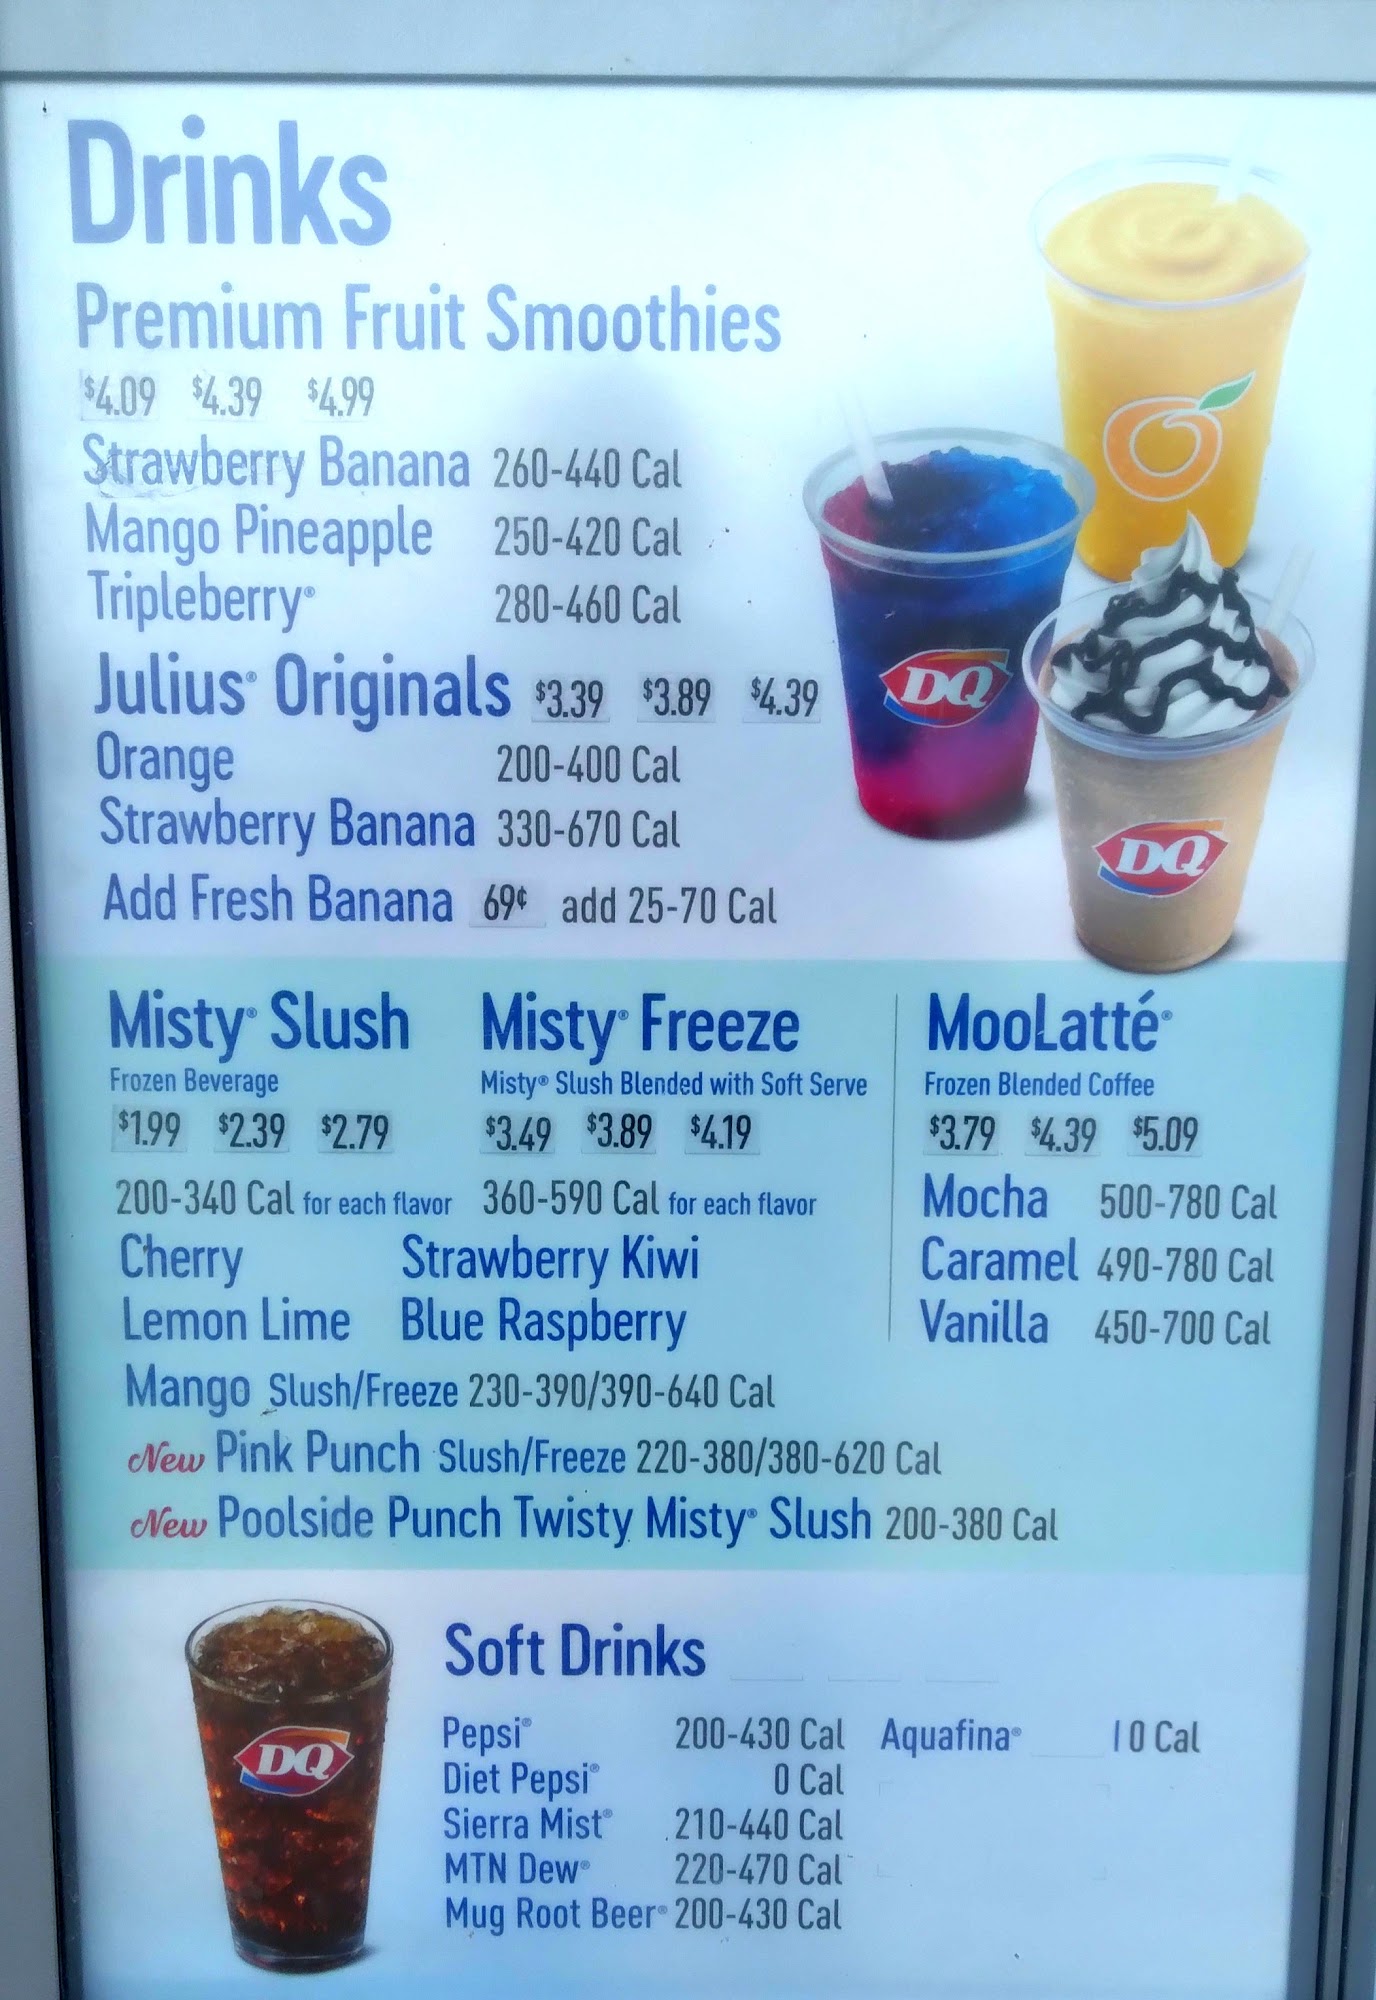 Drinks
Premium Fruit Smoothies
$4.09 $4.39 $4.99
Strawberry Banana 260-440 Cal
Mango Pineapple 250-420 Cal
Tripleberry® 280-460 Cal
Julius® Originals $3.39 $3.89 $4.39
Orange 200-400 Cal
Strawberry Banana 330-670 Cal
Add Fresh Banana 69¢ add 25-70 Cal
DQ
DQ
Misty® Slush
Frozen Beverage
$1.99 $2.39 $2.79
200-340 Cal for each flavor
Misty® Freeze
Misty® Slush Blended with Soft Serve
$3.49 $3.89 $4.19
360-590 Cal for each flavor
Cherry Strawberry Kiwi
Lemon Lime Blue Raspberry
Mango Slush/Freeze 230-390/390-640 Cal
New Pink Punch Slush/Freeze 220-380/380-620 Cal
New Poolside Punch Twisty Misty® Slush 200-380 Cal
MooLatté®
Frozen Blended Coffee
$3.79 $4.39 $5.09
Mocha 500-780 Cal
Caramel 490-780 Cal
Vanilla 450-700 Cal
DQ
Soft Drinks
Pepsi® 200-430 Cal
Diet Pepsi® 0 Cal
Sierra Mist® 210-440 Cal
MTN Dew® 220-470 Cal
Mug Root Beer® 200-430 Cal
Aquafina® | 0 Cal